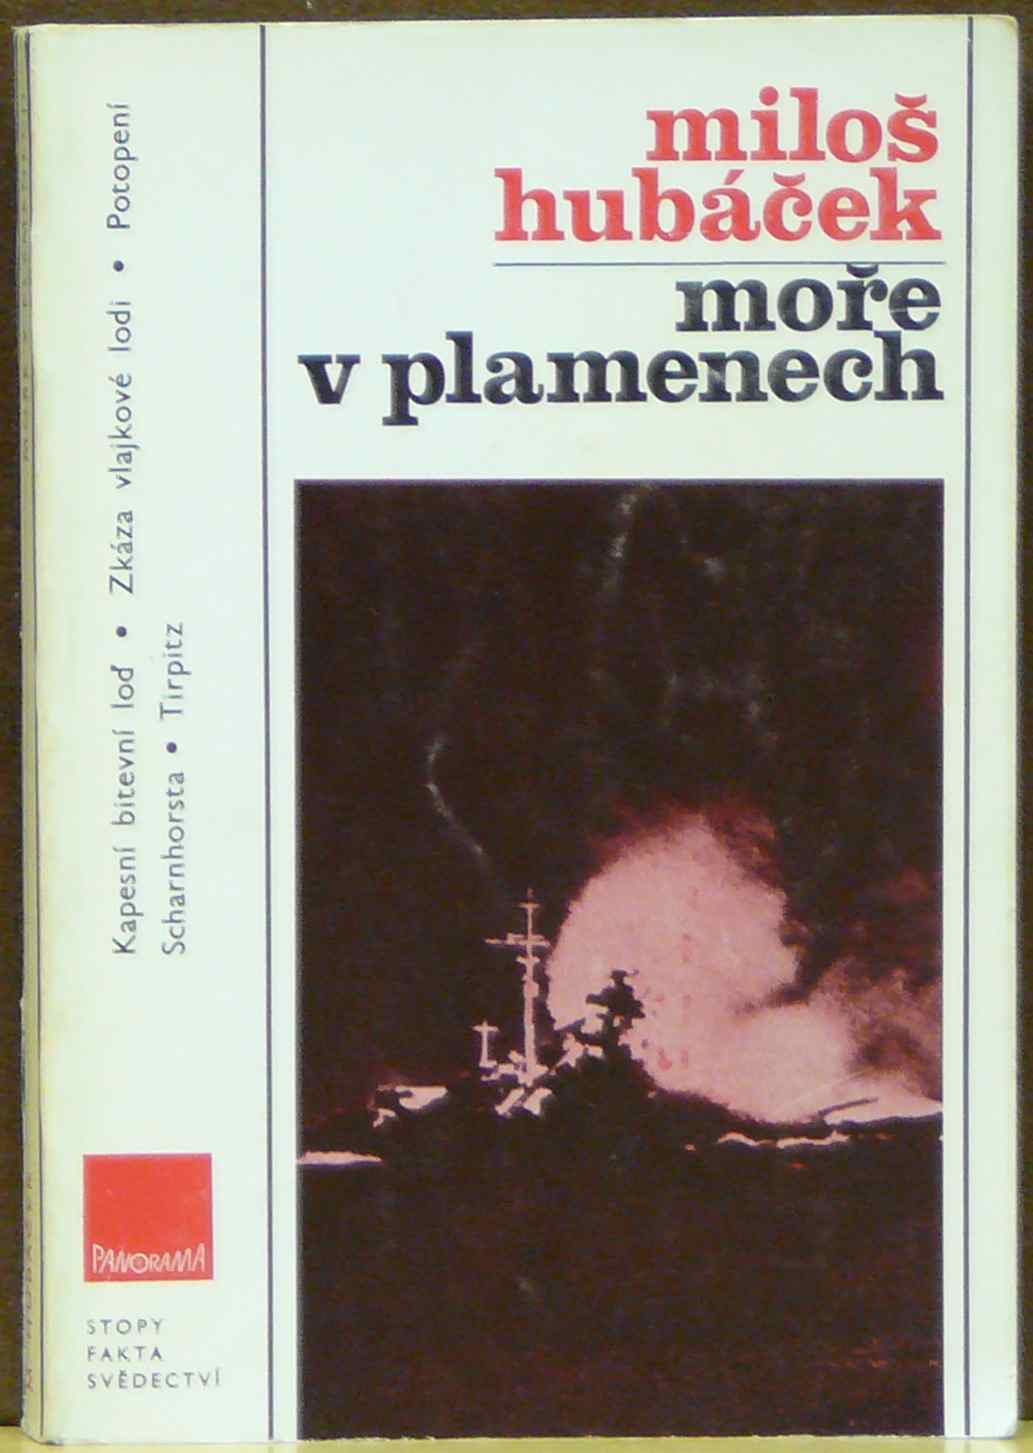 miloš
hubáček
moře
v plamenech
Kapesní bitevní loď • Zkáza vlajkové lodi • Potopení
Scharnhorsta • Tirpitz
PANORAMA
STOPY
FAKTA
SVĚDECTVÍ